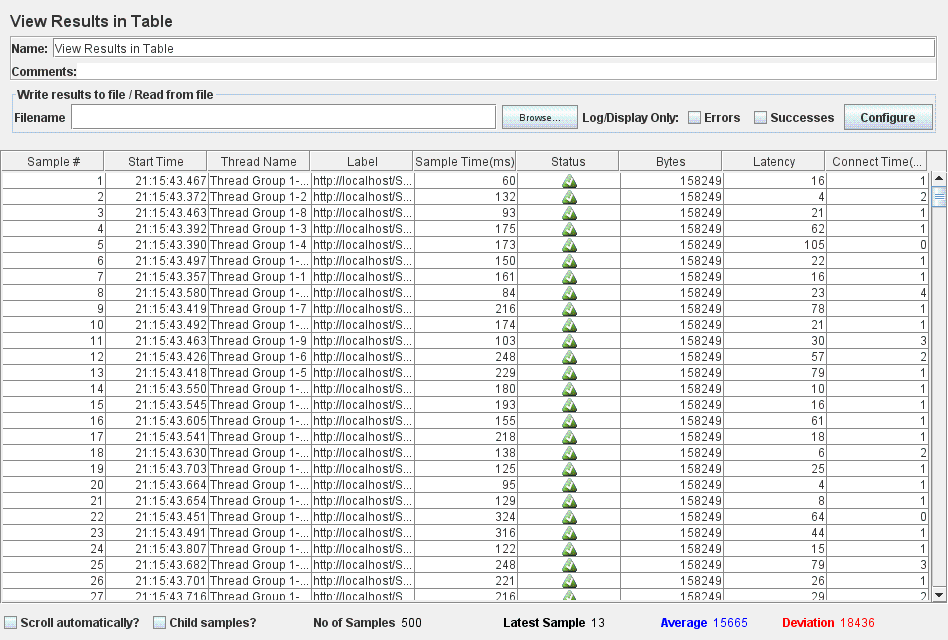 View Results in Table
Name: View Results in Table
Comments:
Write results to file / Read from file
Filename Browse... Log/Display Only: Errors Successes Configure
Sample # Start Time Thread Name Label Sample Time(ms) Status Bytes Latency Connect Time(...
1 21:15:43.467 Thread Group 1-... http://localhost/S... 60 158249 16 1
2 21:15:43.372 Thread Group 1-2 http://localhost/S... 132 158249 4 2
3 21:15:43.463 Thread Group 1-8 http://localhost/S... 93 158249 21 1
4 21:15:43.392 Thread Group 1-3 http://localhost/S... 175 158249 62 1
5 21:15:43.390 Thread Group 1-4 http://localhost/S... 173 158249 105 0
6 21:15:43.497 Thread Group 1-... http://localhost/S... 150 158249 22 1
7 21:15:43.357 Thread Group 1-1 http://localhost/S... 161 158249 16 1
8 21:15:43.580 Thread Group 1-... http://localhost/S... 84 158249 23 4
9 21:15:43.419 Thread Group 1-7 http://localhost/S... 216 158249 78 1
10 21:15:43.492 Thread Group 1-... http://localhost/S... 174 158249 21 1
11 21:15:43.463 Thread Group 1-9 http://localhost/S... 103 158249 30 3
12 21:15:43.426 Thread Group 1-6 http://localhost/S... 248 158249 57 2
13 21:15:43.418 Thread Group 1-5 http://localhost/S... 229 158249 79 1
14 21:15:43.550 Thread Group 1-... http://localhost/S... 180 158249 10 1
15 21:15:43.545 Thread Group 1-... http://localhost/S... 193 158249 16 1
16 21:15:43.605 Thread Group 1-... http://localhost/S... 155 158249 61 1
17 21:15:43.541 Thread Group 1-... http://localhost/S... 218 158249 18 1
18 21:15:43.630 Thread Group 1-... http://localhost/S... 138 158249 6 2
19 21:15:43.703 Thread Group 1-... http://localhost/S... 125 158249 25 1
20 21:15:43.664 Thread Group 1-... http://localhost/S... 95 158249 4 1
21 21:15:43.654 Thread Group 1-... http://localhost/S... 129 158249 8 1
22 21:15:43.451 Thread Group 1-... http://localhost/S... 324 158249 64 0
23 21:15:43.491 Thread Group 1-... http://localhost/S... 316 158249 44 1
24 21:15:43.807 Thread Group 1-... http://localhost/S... 122 158249 15 1
25 21:15:43.682 Thread Group 1-... http://localhost/S... 248 158249 79 3
26 21:15:43.701 Thread Group 1-... http://localhost/S... 221 158249 26 1
27 21:15:43.716 Thread Group 1-... http://localhost/S... 216 158249 29 2
Scroll automatically? Child samples? No of Samples 500 Latest Sample 13 Average 15665 Deviation 18436